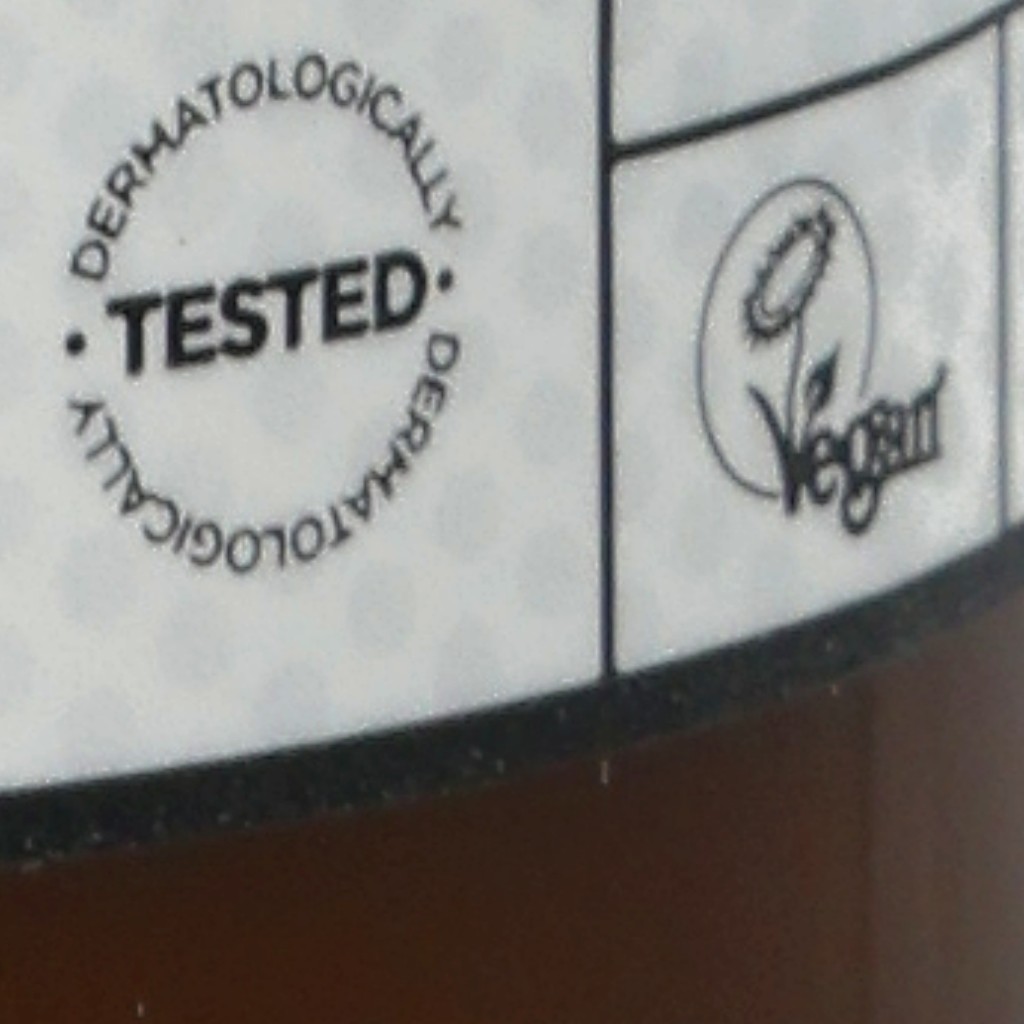 DERMATOLOGICALLY
· TESTED ·
DERMATOLOGICALLY
Vegan